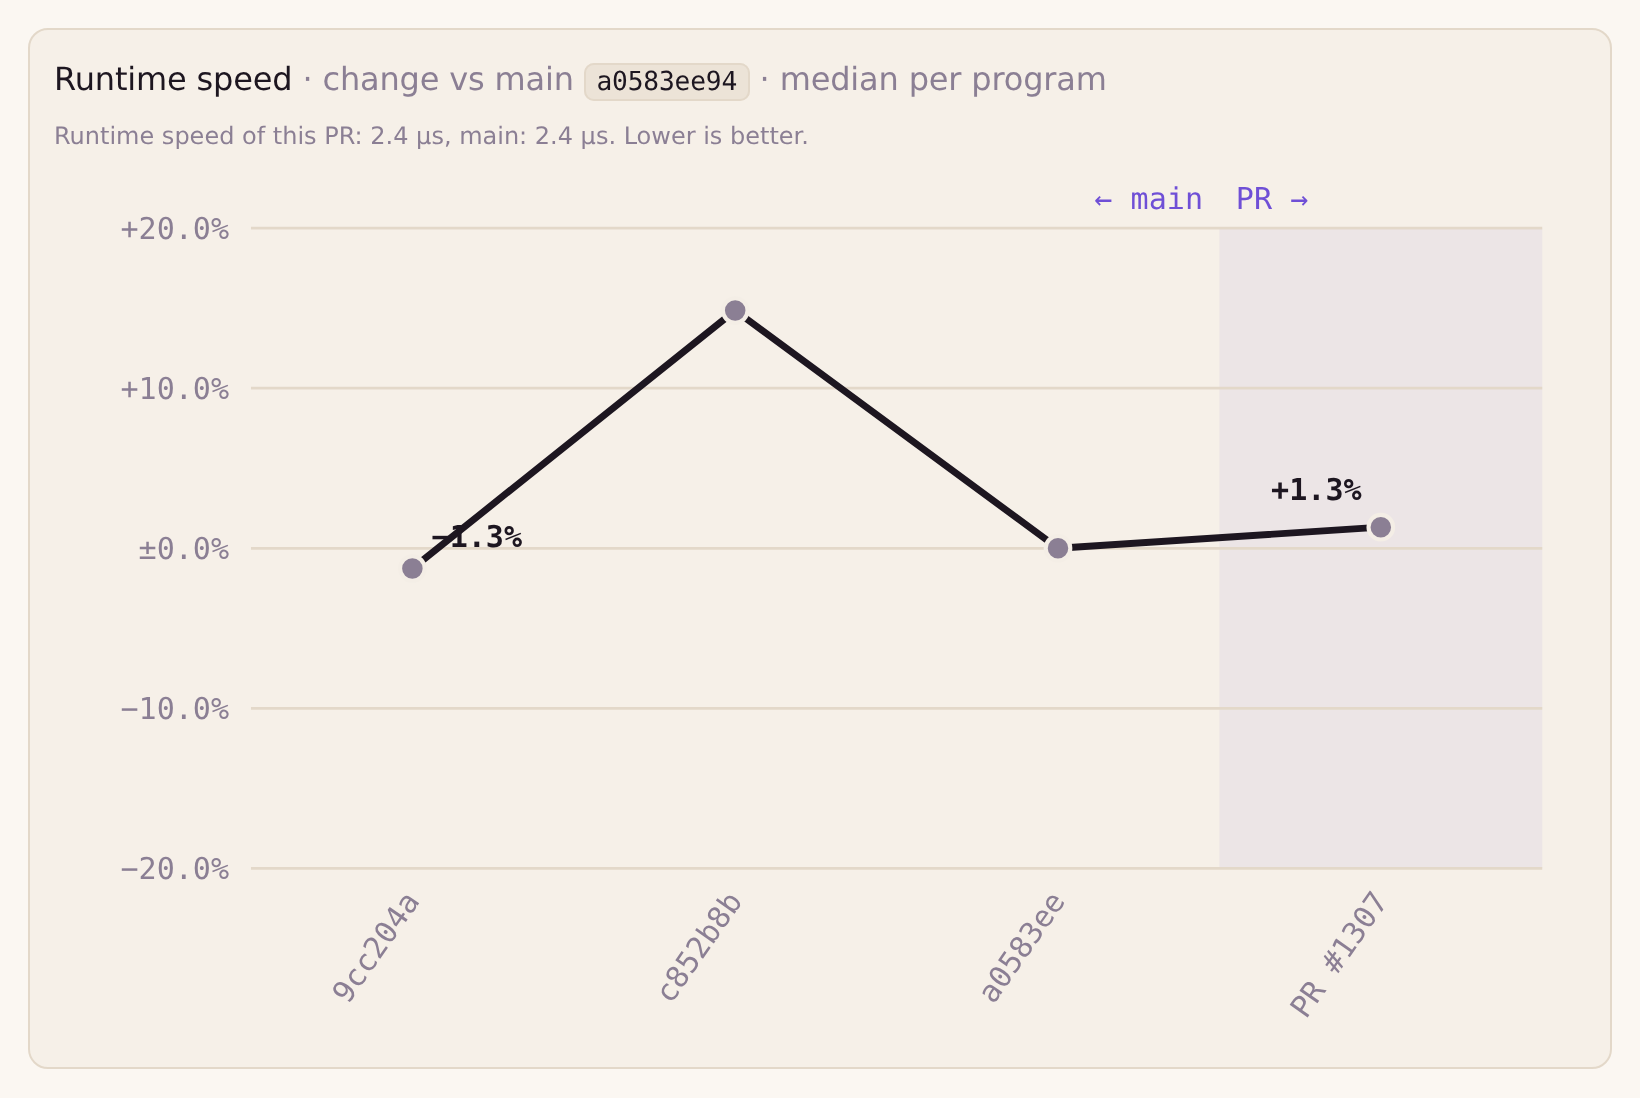 Runtime speed · change vs main a0583ee94 · median per program
Runtime speed of this PR: 2.4 µs, main: 2.4 µs. Lower is better.
← main PR →
+20.0%
+10.0%
+1.3%
−1.3%
±0.0%
−10.0%
−20.0%
9cc204a
c852b8b
a0583ee
PR #1307